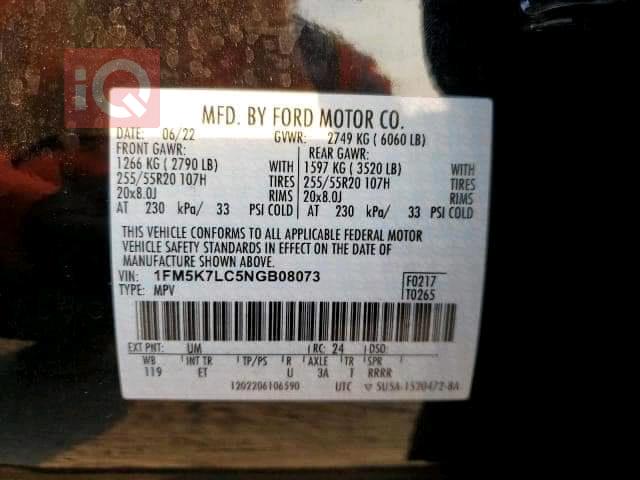 iQ
MFD. BY FORD MOTOR CO.
DATE: 06/22 GVWR: 2749 KG ( 6060 LB)
FRONT GAWR: REAR GAWR:
1266 KG ( 2790 LB) WITH 1597 KG ( 3520 LB) WITH
255/55R20 107H TIRES 255/55R20 107H TIRES
20x8.0J RIMS 20x8.0J RIMS
AT 230 kPa/ 33 PSI COLD AT 230 kPa/ 33 PSI COLD
THIS VEHICLE CONFORMS TO ALL APPLICABLE FEDERAL MOTOR
VEHICLE SAFETY STANDARDS IN EFFECT ON THE DATE OF
MANUFACTURE SHOWN ABOVE.
VIN: 1FM5K7LC5NGB08073 F0217
TYPE: MPV T0265
EXT PNT: UM RC: 24 DSO:
WB INT TR TP/PS R AXLE TR SPR
119 ET U 3A T RRRR
1202206106590 UTC ▽ SU5A-1520472-8A